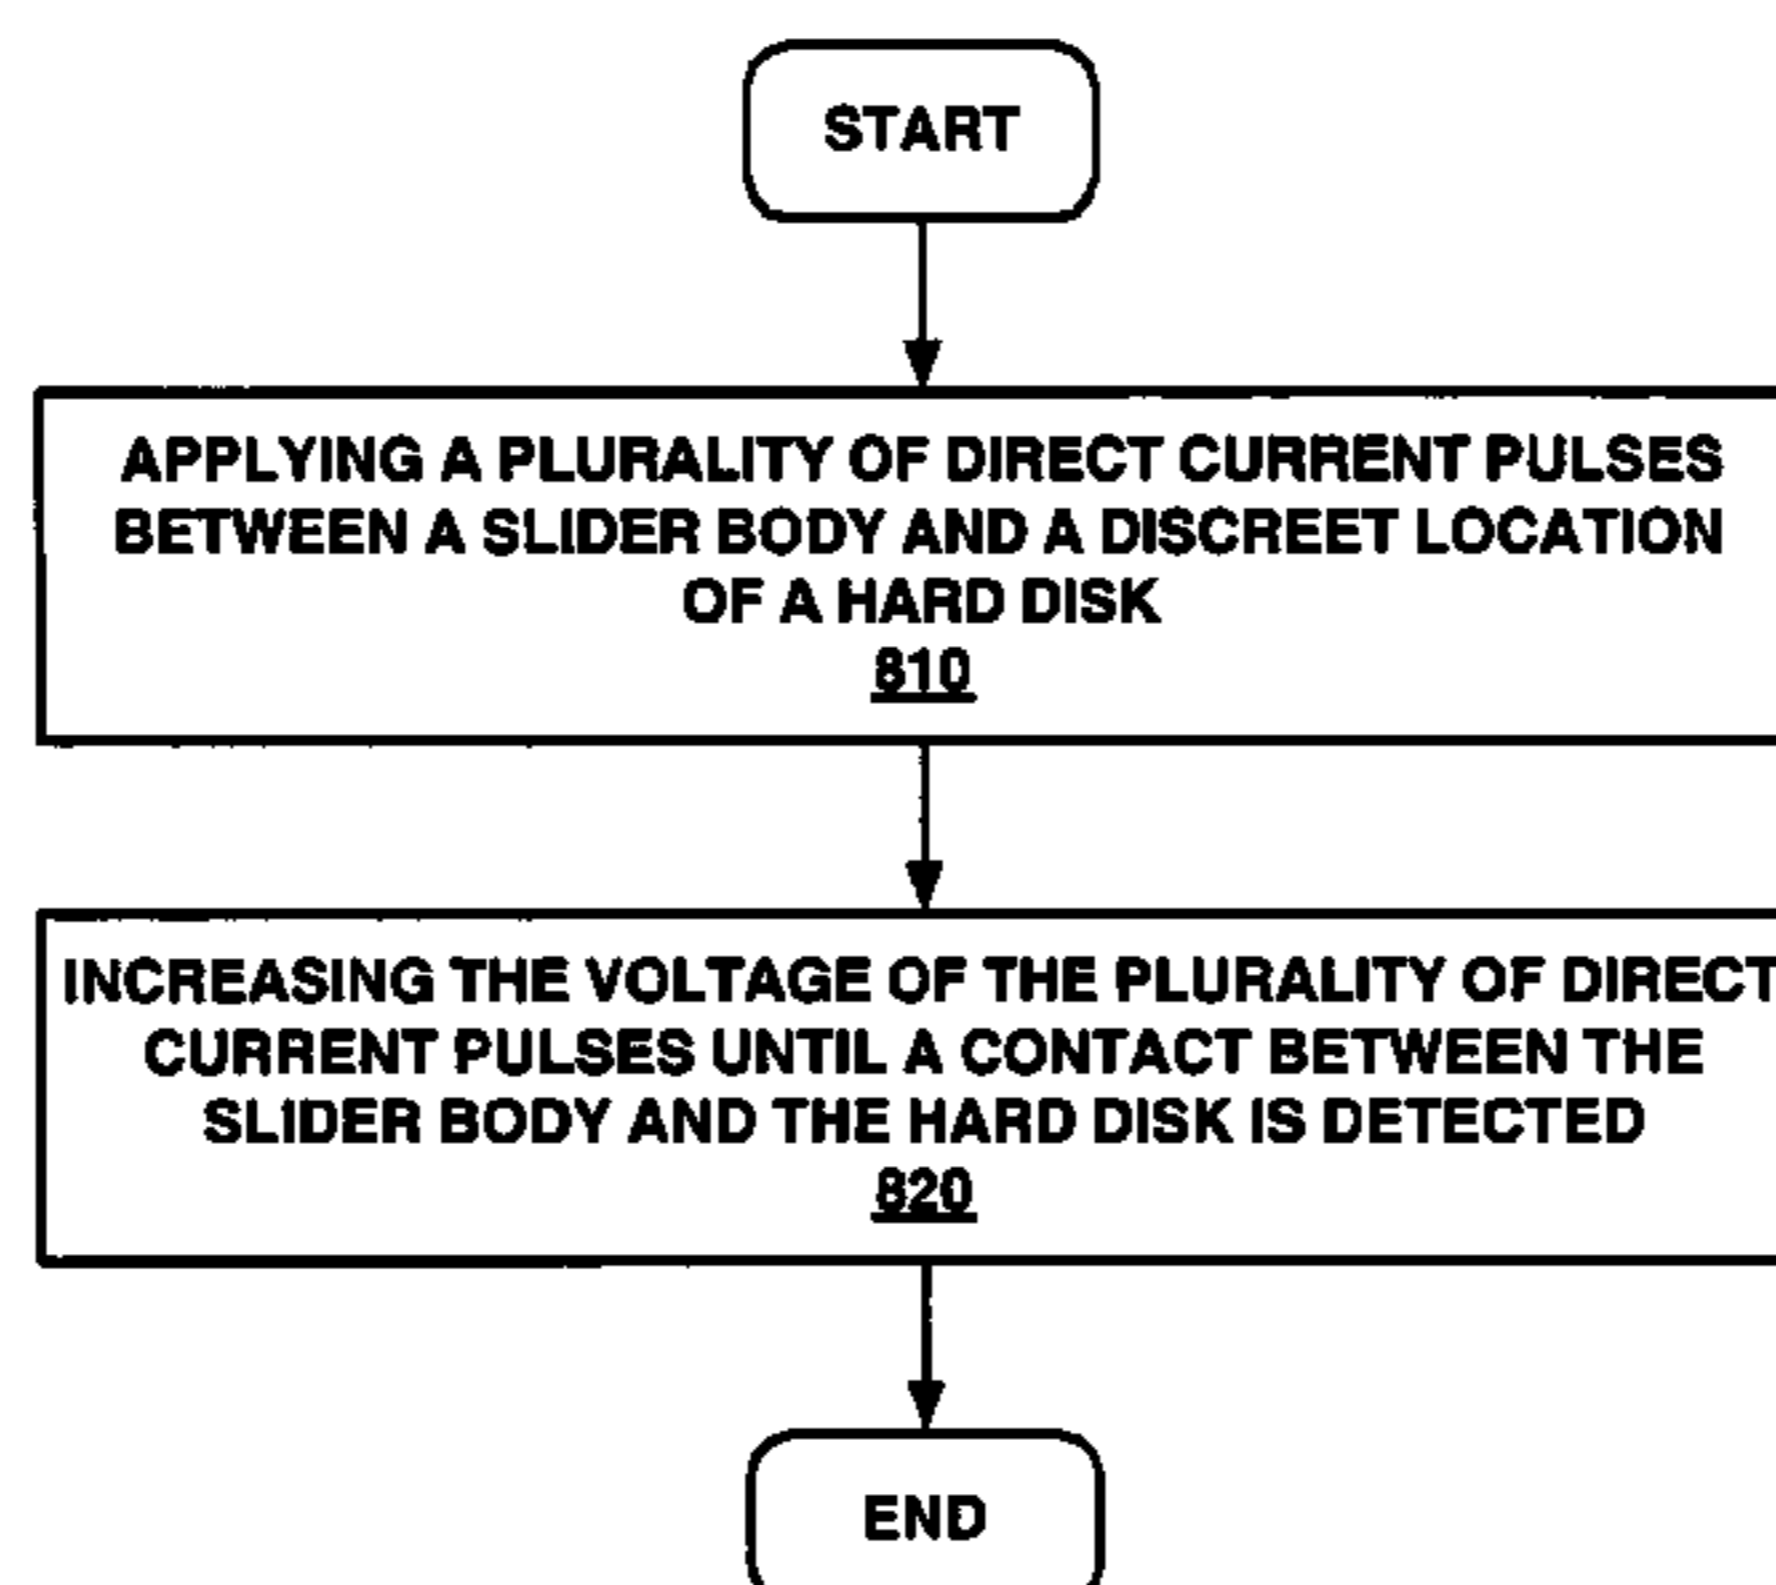 START
APPLYING A PLURALITY OF DIRECT CURRENT PULSES
BETWEEN A SLIDER BODY AND A DISCREET LOCATION
OF A HARD DISK
810
INCREASING THE VOLTAGE OF THE PLURALITY OF DIRECT
CURRENT PULSES UNTIL A CONTACT BETWEEN THE
SLIDER BODY AND THE HARD DISK IS DETECTED
820
END